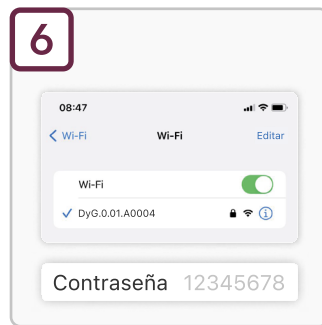 6
08:47
Wi-Fi Wi-Fi Editar
Wi-Fi
DyG.0.01.A0004
Contraseña 12345678